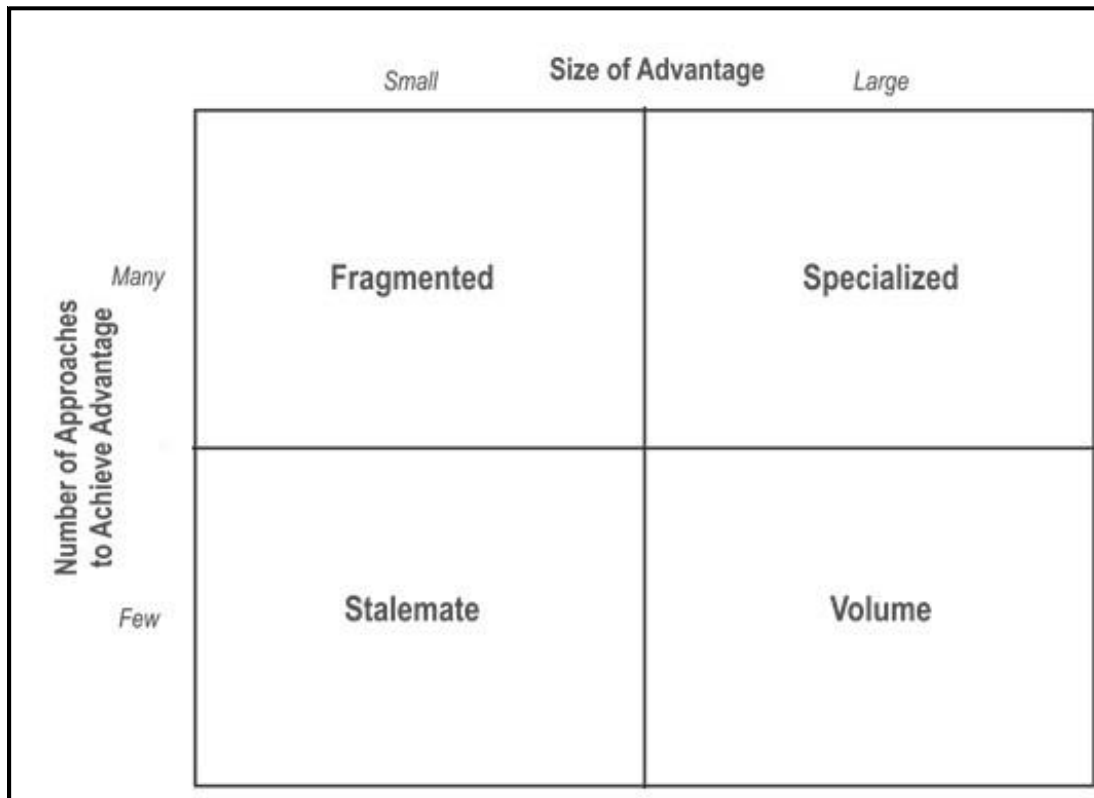 Size of Advantage
Small
Large
Number of Approaches
to Achieve Advantage
Many
Fragmented
Specialized
Few
Stalemate
Volume